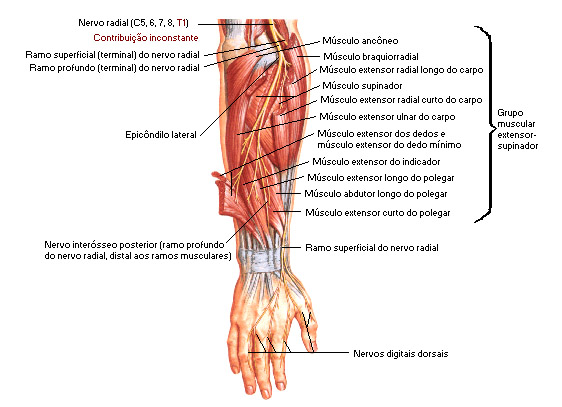 Nervo radial (C5, 6, 7, 8, T1)
Contribuição inconstante
Ramo superficial (terminal) do nervo radial
Ramo profundo (terminal) do nervo radial
Epicôndilo lateral
Nervo interósseo posterior (ramo profundo
do nervo radial, distal aos ramos musculares)
Músculo ancôneo
Músculo braquiorradial
Músculo extensor radial longo do carpo
Músculo supinador
Músculo extensor radial curto do carpo
Músculo extensor ulnar do carpo
Músculo extensor dos dedos e
músculo extensor do dedo mínimo
Músculo extensor do indicador
Músculo extensor longo do polegar
Músculo abdutor longo do polegar
Músculo extensor curto do polegar
Ramo superficial do nervo radial
Nervos digitais dorsais
Grupo
muscular
extensor-
supinador